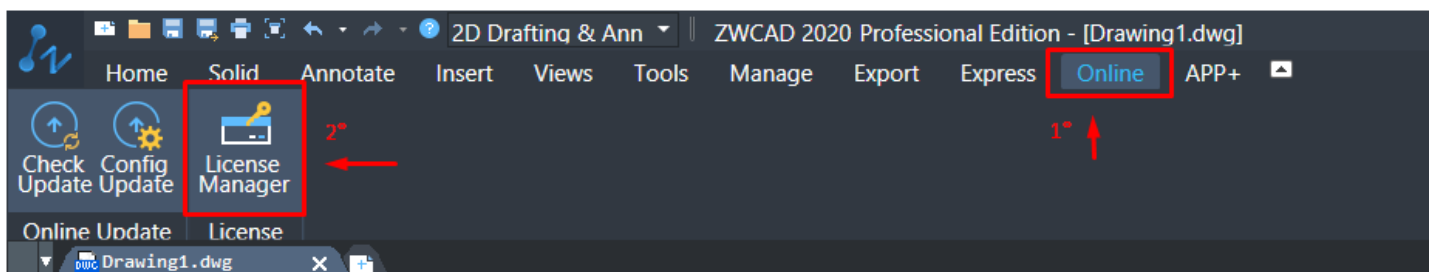 2D Drafting & Ann ZWCAD 2020 Professional Edition - [Drawing1.dwg]
Home Solid Annotate Insert Views Tools Manage Export Express Online APP+
2° 1°
Check Config License
Update Update Manager
Online Update License
Drawing1.dwg